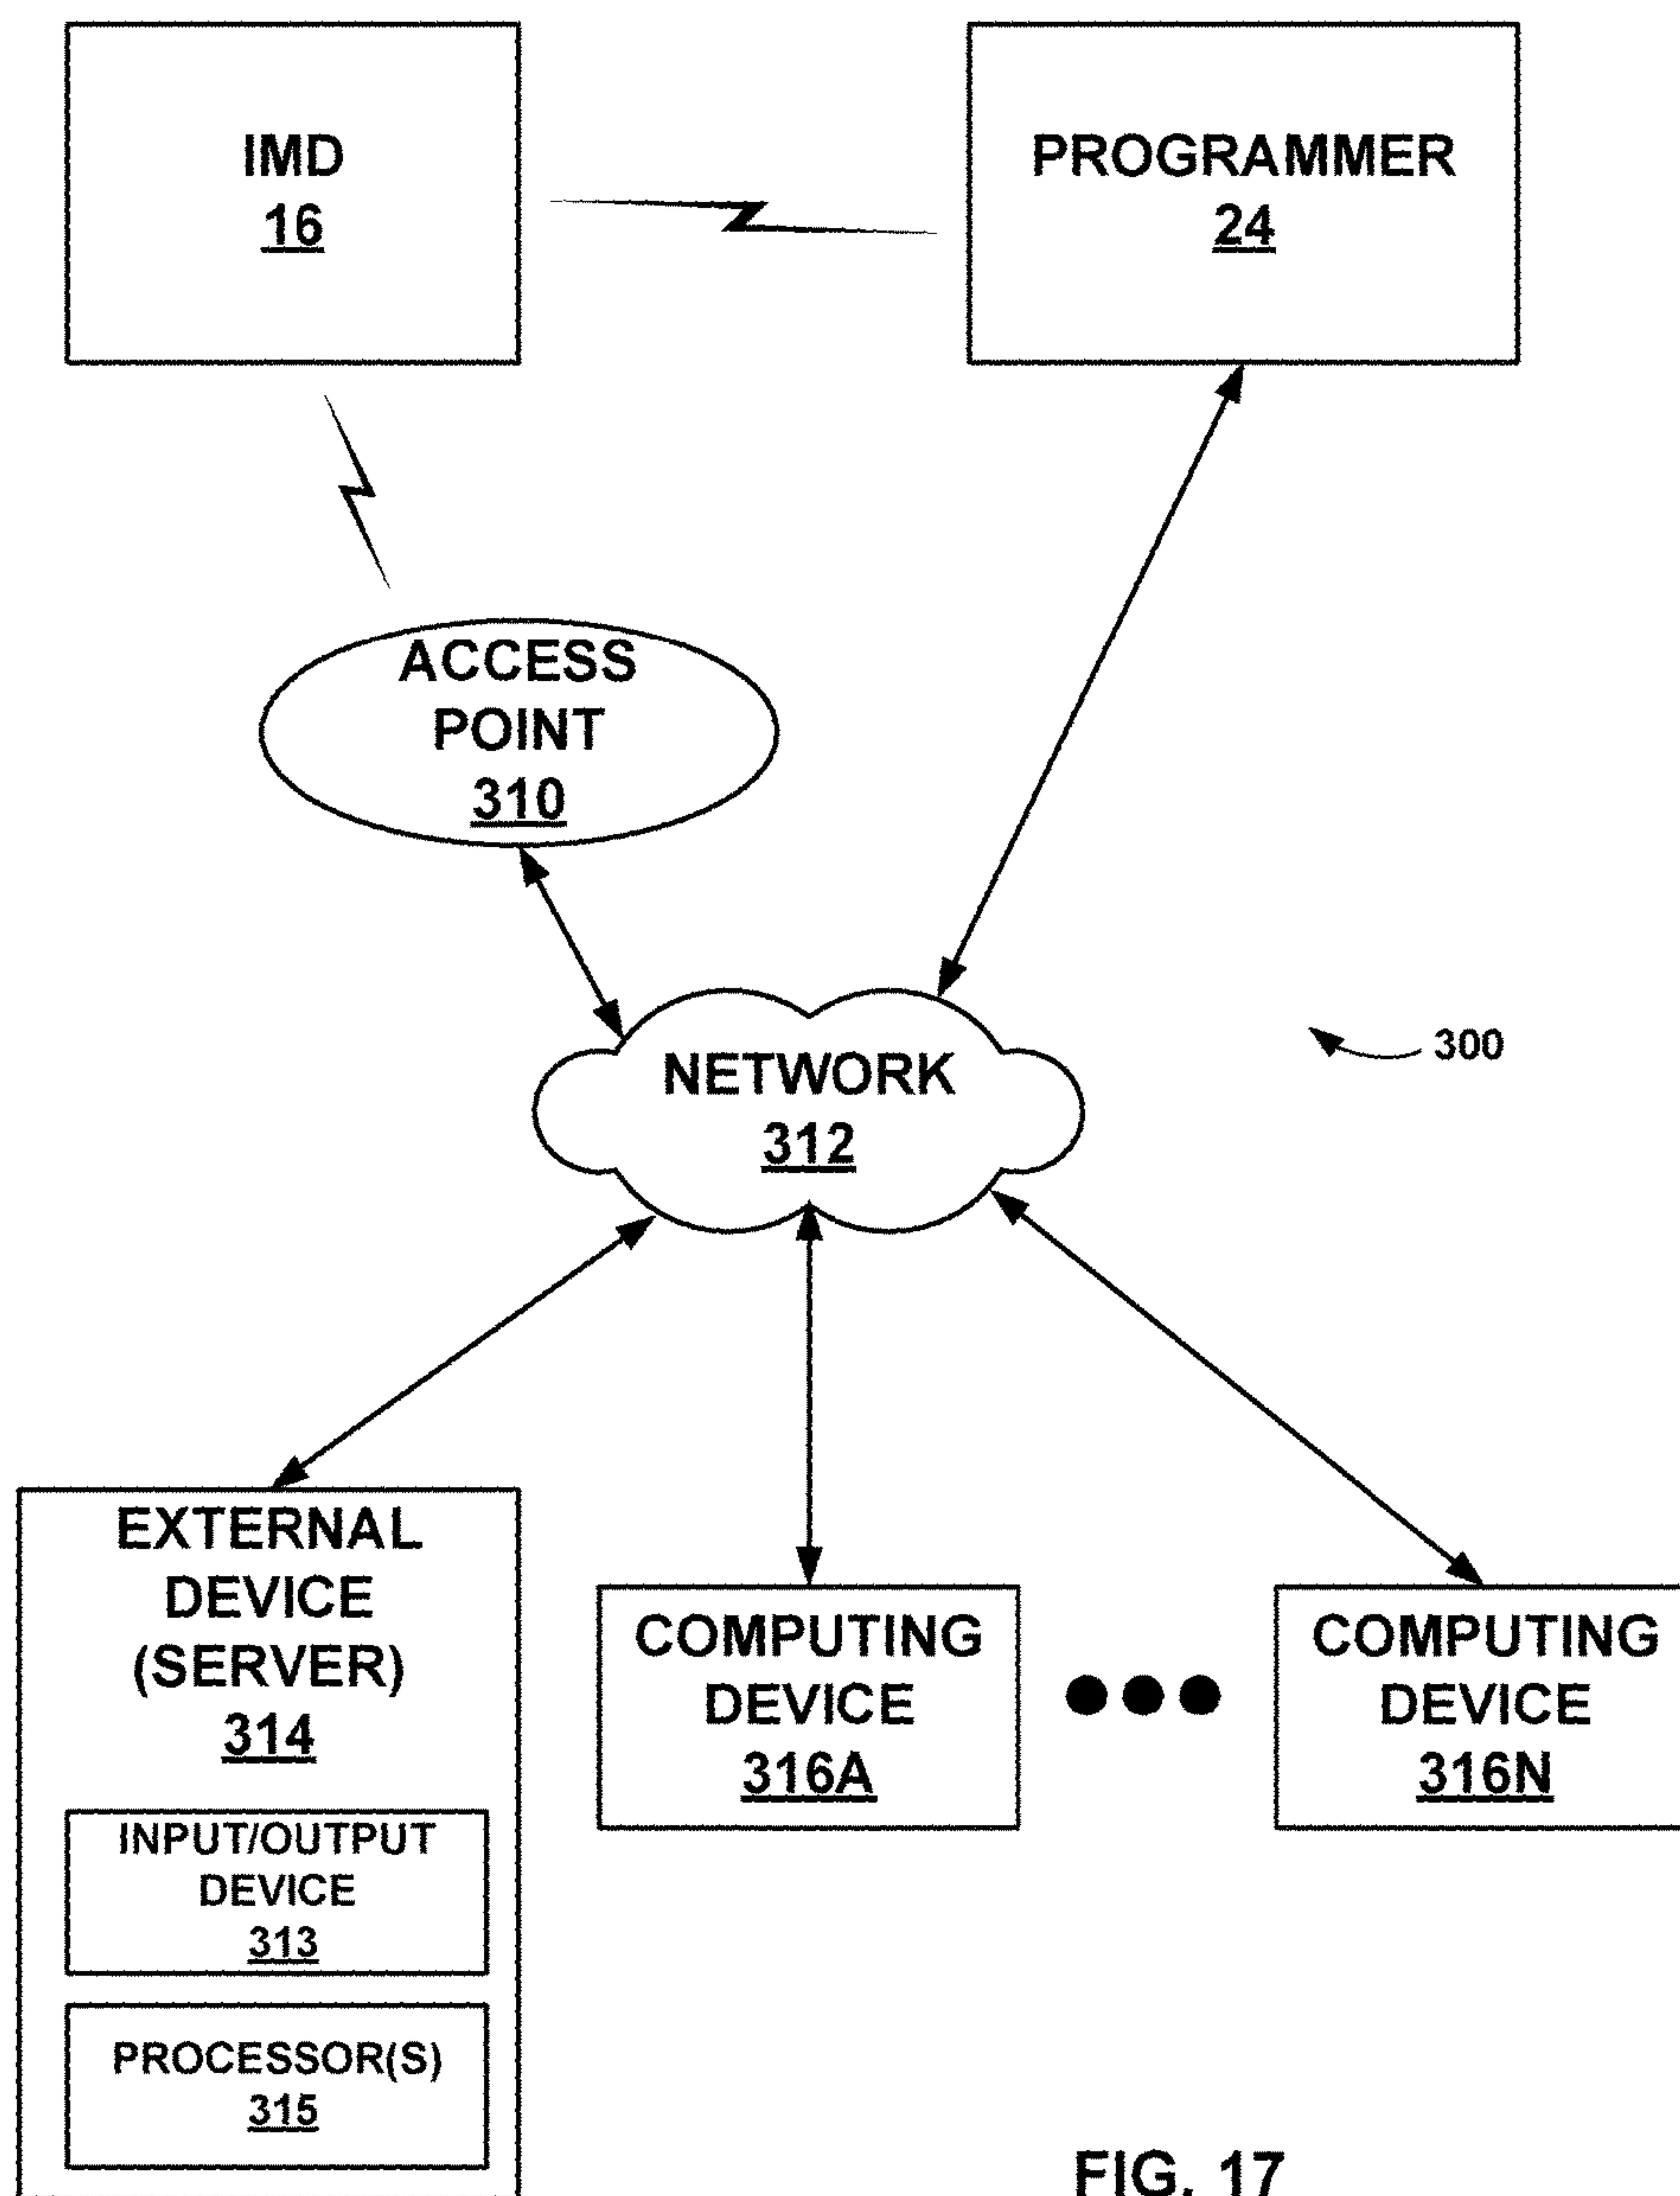 IMD
16
PROGRAMMER
24
ACCESS
POINT
310
NETWORK
312
300
EXTERNAL
DEVICE
(SERVER)
314
INPUT/OUTPUT
DEVICE
313
PROCESSOR(S)
315
COMPUTING
DEVICE
316A
COMPUTING
DEVICE
316N
FIG. 17